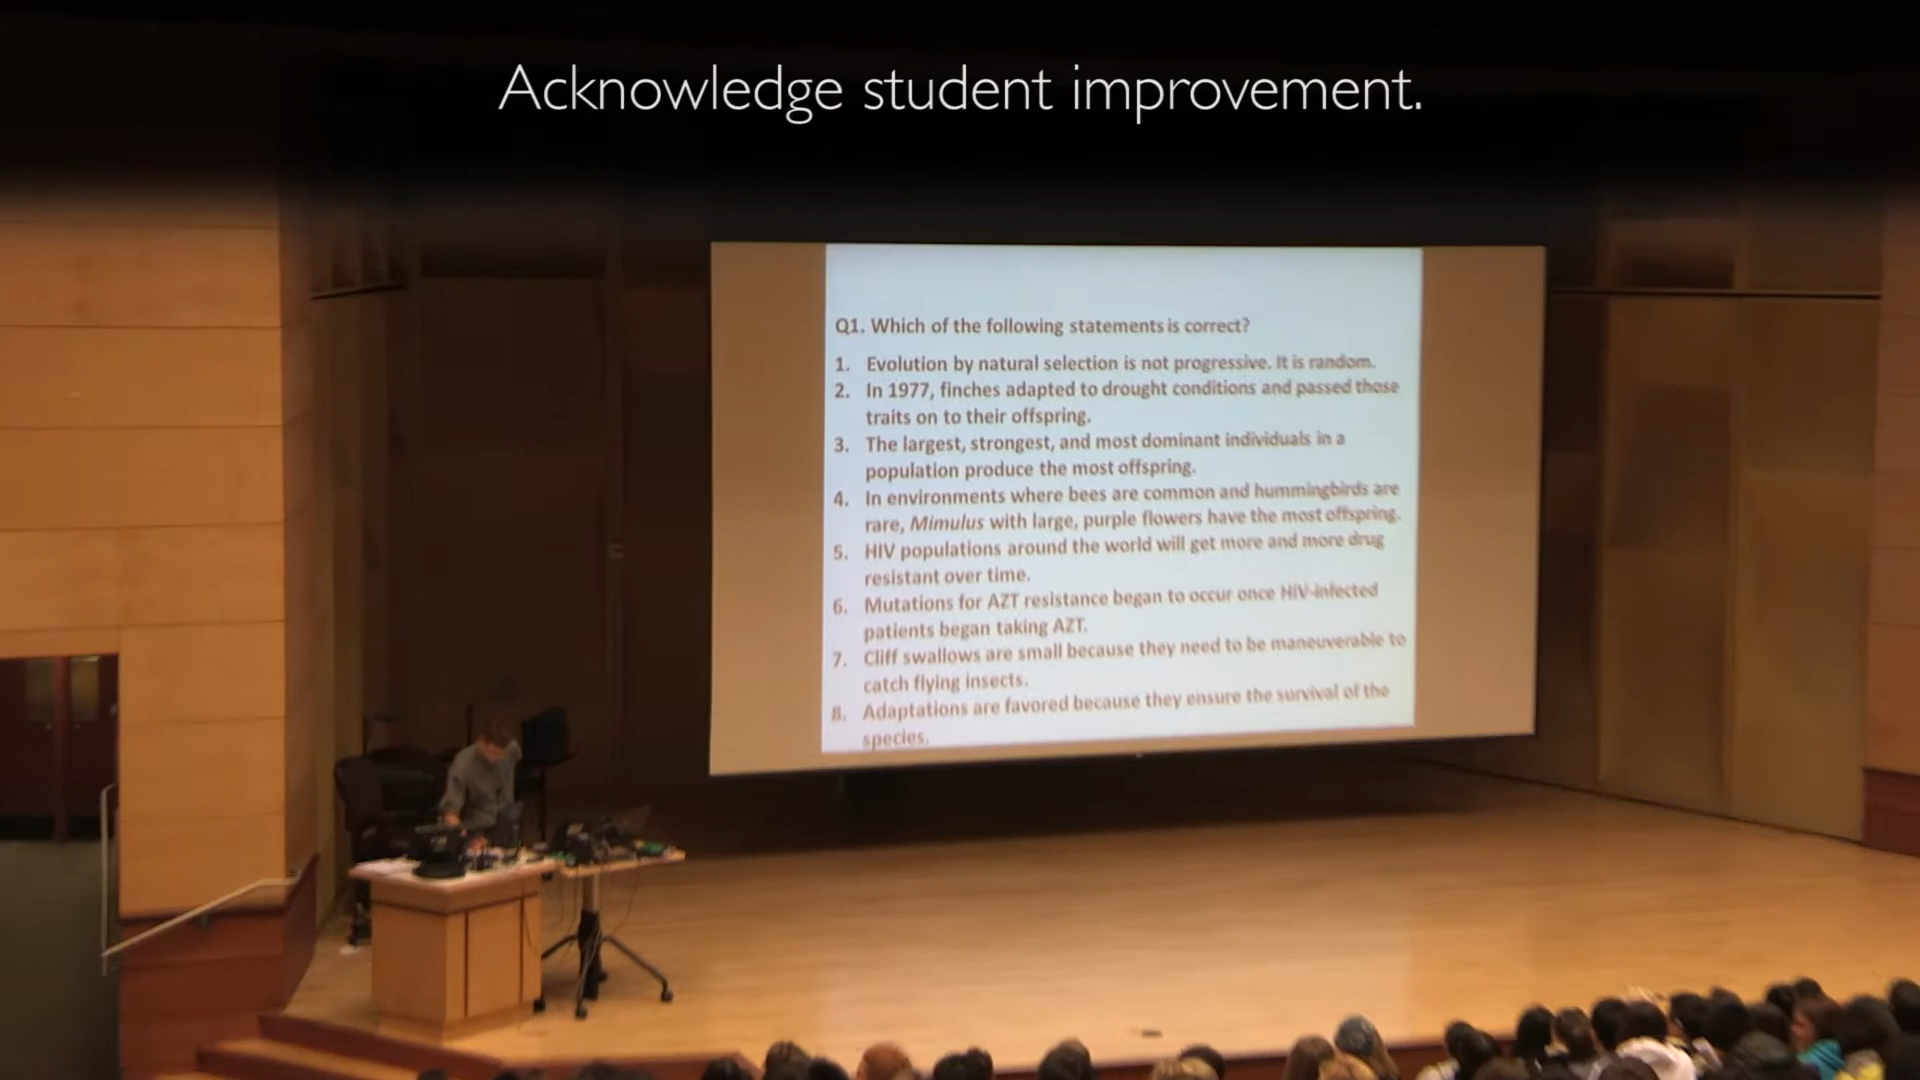 Acknowledge student improvement.
Q1. Which of the following statements is correct?
1. Evolution by natural selection is not progressive. It is random.
2. In 1977, finches adapted to drought conditions and passed those
traits on to their offspring.
3. The largest, strongest, and most dominant individuals in a
population produce the most offspring.
4. In environments where bees are common and hummingbirds are
rare, Mimulus with large, purple flowers have the most offspring.
5. HIV populations around the world will get more and more drug
resistant over time.
6. Mutations for AZT resistance began to occur once HIV-infected
patients began taking AZT.
7. Cliff swallows are small because they need to be maneuverable to
catch flying insects.
8. Adaptations are favored because they ensure the survival of the
species.